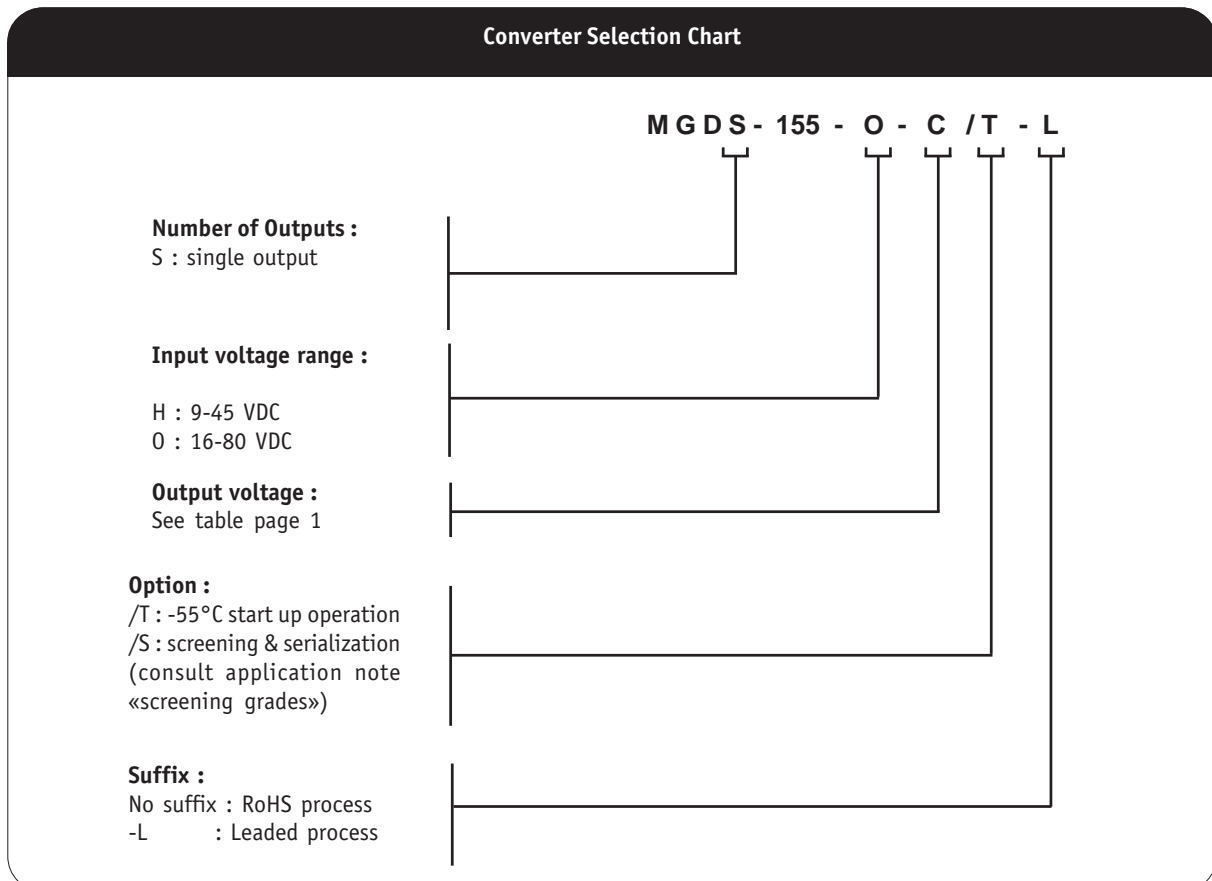 Converter Selection Chart
MGDS- 155 - O - C /T - L
Number of Outputs :
S : single output
Input voltage range :
H : 9-45 VDC
O : 16-80 VDC
Output voltage :
See table page 1
Option :
/T : -55°C start up operation
/S : screening & serialization
(consult application note
«screening grades»)
Suffix :
No suffix : RoHS process
-L : Leaded process